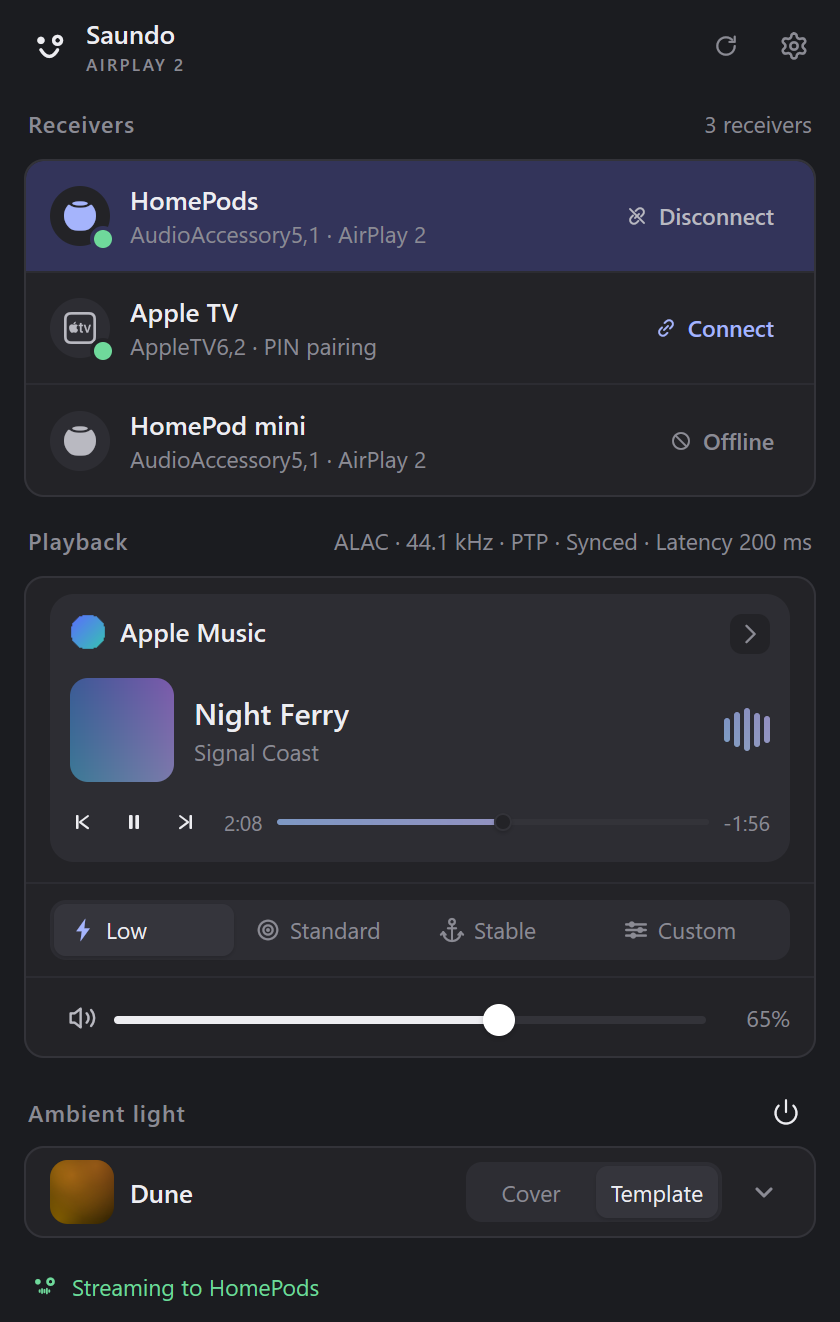 Saundo
AIRPLAY 2
Receivers
3 receivers
HomePods
AudioAccessory5,1 · AirPlay 2
Disconnect
tv
Apple TV
AppleTV6,2 · PIN pairing
Connect
HomePod mini
AudioAccessory5,1 · AirPlay 2
Offline
Playback
ALAC · 44.1 kHz · PTP · Synced · Latency 200 ms
Apple Music
Night Ferry
Signal Coast
2:08
-1:56
Low
Standard
Stable
Custom
65%
Ambient light
Dune
Cover
Template
Streaming to HomePods